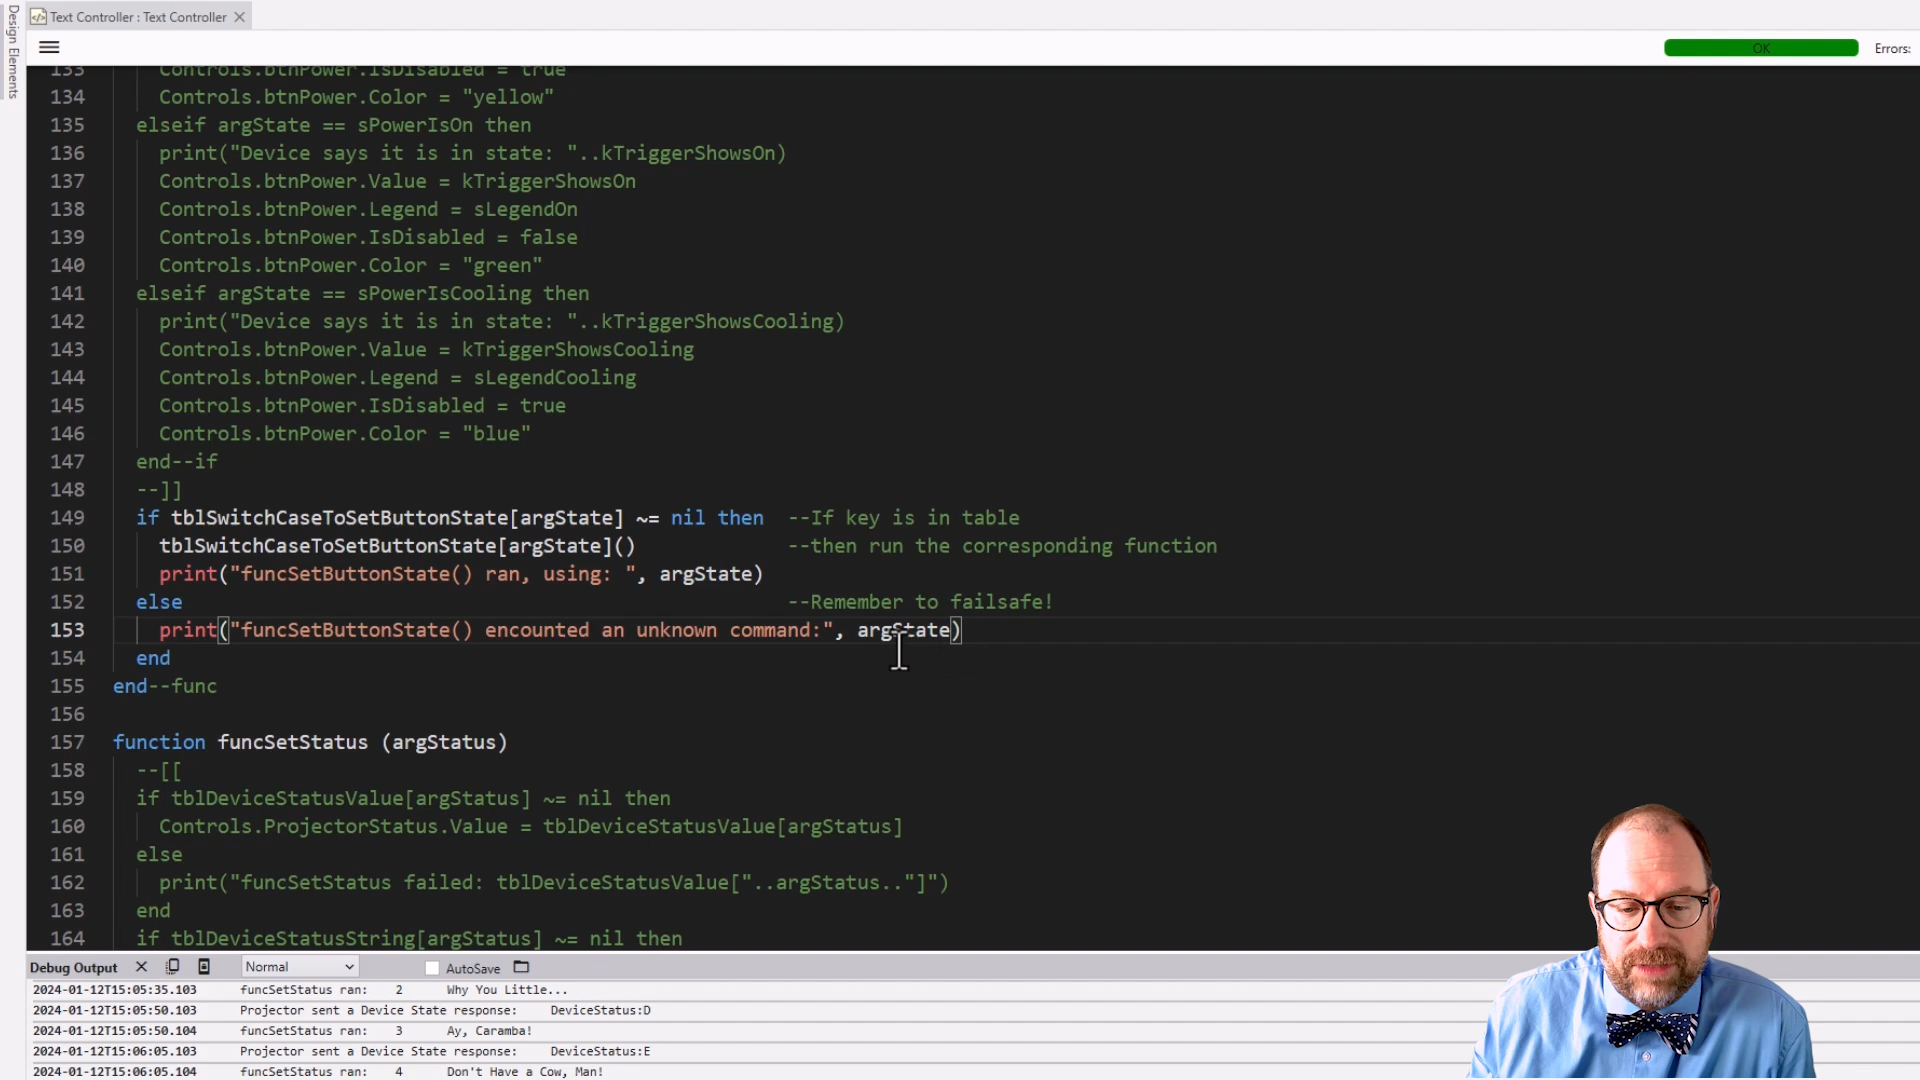 Design Elements
Text Controller : Text Controller
OK
Errors:
133 Controls.btnPower.IsDisabled = true
134 Controls.btnPower.Color = "yellow"
135 elseif argState == sPowerIsOn then
136 print("Device says it is in state: "..kTriggerShowsOn)
137 Controls.btnPower.Value = kTriggerShowsOn
138 Controls.btnPower.Legend = sLegendOn
139 Controls.btnPower.IsDisabled = false
140 Controls.btnPower.Color = "green"
141 elseif argState == sPowerIsCooling then
142 print("Device says it is in state: "..kTriggerShowsCooling)
143 Controls.btnPower.Value = kTriggerShowsCooling
144 Controls.btnPower.Legend = sLegendCooling
145 Controls.btnPower.IsDisabled = true
146 Controls.btnPower.Color = "blue"
147 end--if
148 --]]
149 if tblSwitchCaseToSetButtonState[argState] ~= nil then --If key is in table
150 tblSwitchCaseToSetButtonState[argState]() --then run the corresponding function
151 print("funcSetButtonState() ran, using: ", argState)
152 else --Remember to failsafe!
153 print("funcSetButtonState() encounted an unknown command:", argState)
154 end
155 end--func
156
157 function funcSetStatus (argStatus)
158 --[[
159 if tblDeviceStatusValue[argStatus] ~= nil then
160 Controls.ProjectorStatus.Value = tblDeviceStatusValue[argStatus]
161 else
162 print("funcSetStatus failed: tblDeviceStatusValue["..argStatus.."]")
163 end
164 if tblDeviceStatusString[argStatus] ~= nil then
Debug Output Normal AutoSave
2024-01-12T15:05:35.103 funcSetStatus ran: 2 Why You Little...
2024-01-12T15:05:50.103 Projector sent a Device State response: DeviceStatus:D
2024-01-12T15:05:50.104 funcSetStatus ran: 3 Ay, Caramba!
2024-01-12T15:06:05.103 Projector sent a Device State response: DeviceStatus:E
2024-01-12T15:06:05.104 funcSetStatus ran: 4 Don't Have a Cow, Man!